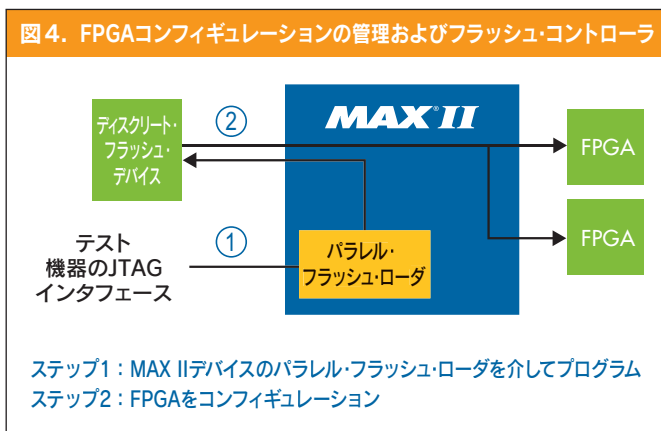 図4. FPGAコンフィギュレーションの管理およびフラッシュ・コントローラ
ディスクリート・
フラッシュ・
デバイス
②
MAX® II
FPGA
FPGA
テスト
機器のJTAG
インタフェース
①
パラレル・
フラッシュ・ローダ
ステップ1：MAX IIデバイスのパラレル・フラッシュ・ローダを介してプログラム
ステップ2：FPGAをコンフィギュレーション